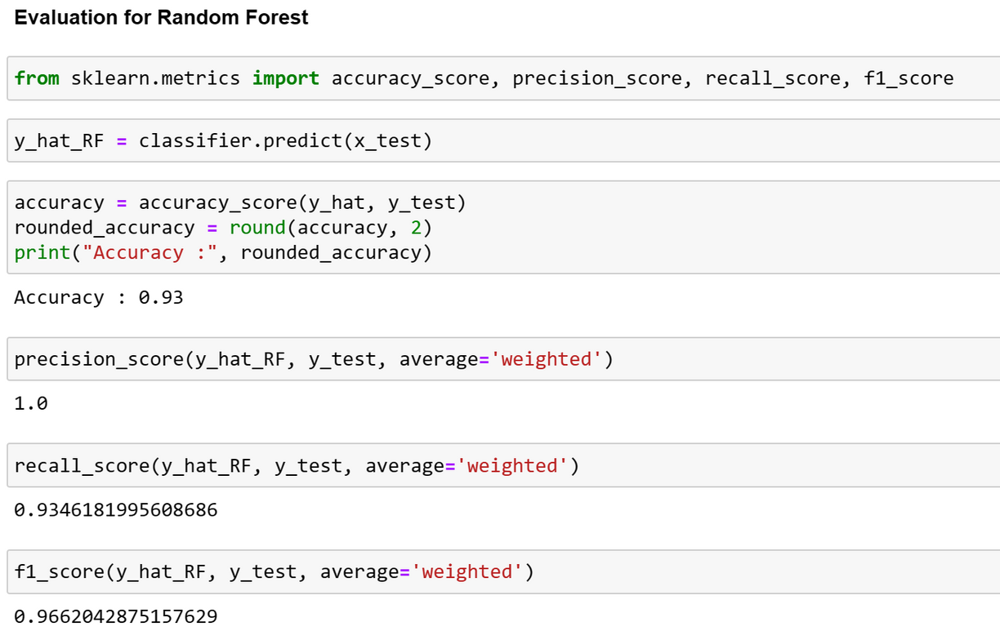 Evaluation for Random Forest
from sklearn.metrics import accuracy_score, precision_score, recall_score, f1_score
y_hat_RF = classifier.predict(x_test)
accuracy = accuracy_score(y_hat, y_test)
rounded_accuracy = round(accuracy, 2)
print("Accuracy :", rounded_accuracy)
Accuracy : 0.93
precision_score(y_hat_RF, y_test, average='weighted')
1.0
recall_score(y_hat_RF, y_test, average='weighted')
0.9346181995608686
f1_score(y_hat_RF, y_test, average='weighted')
0.9662042875157629